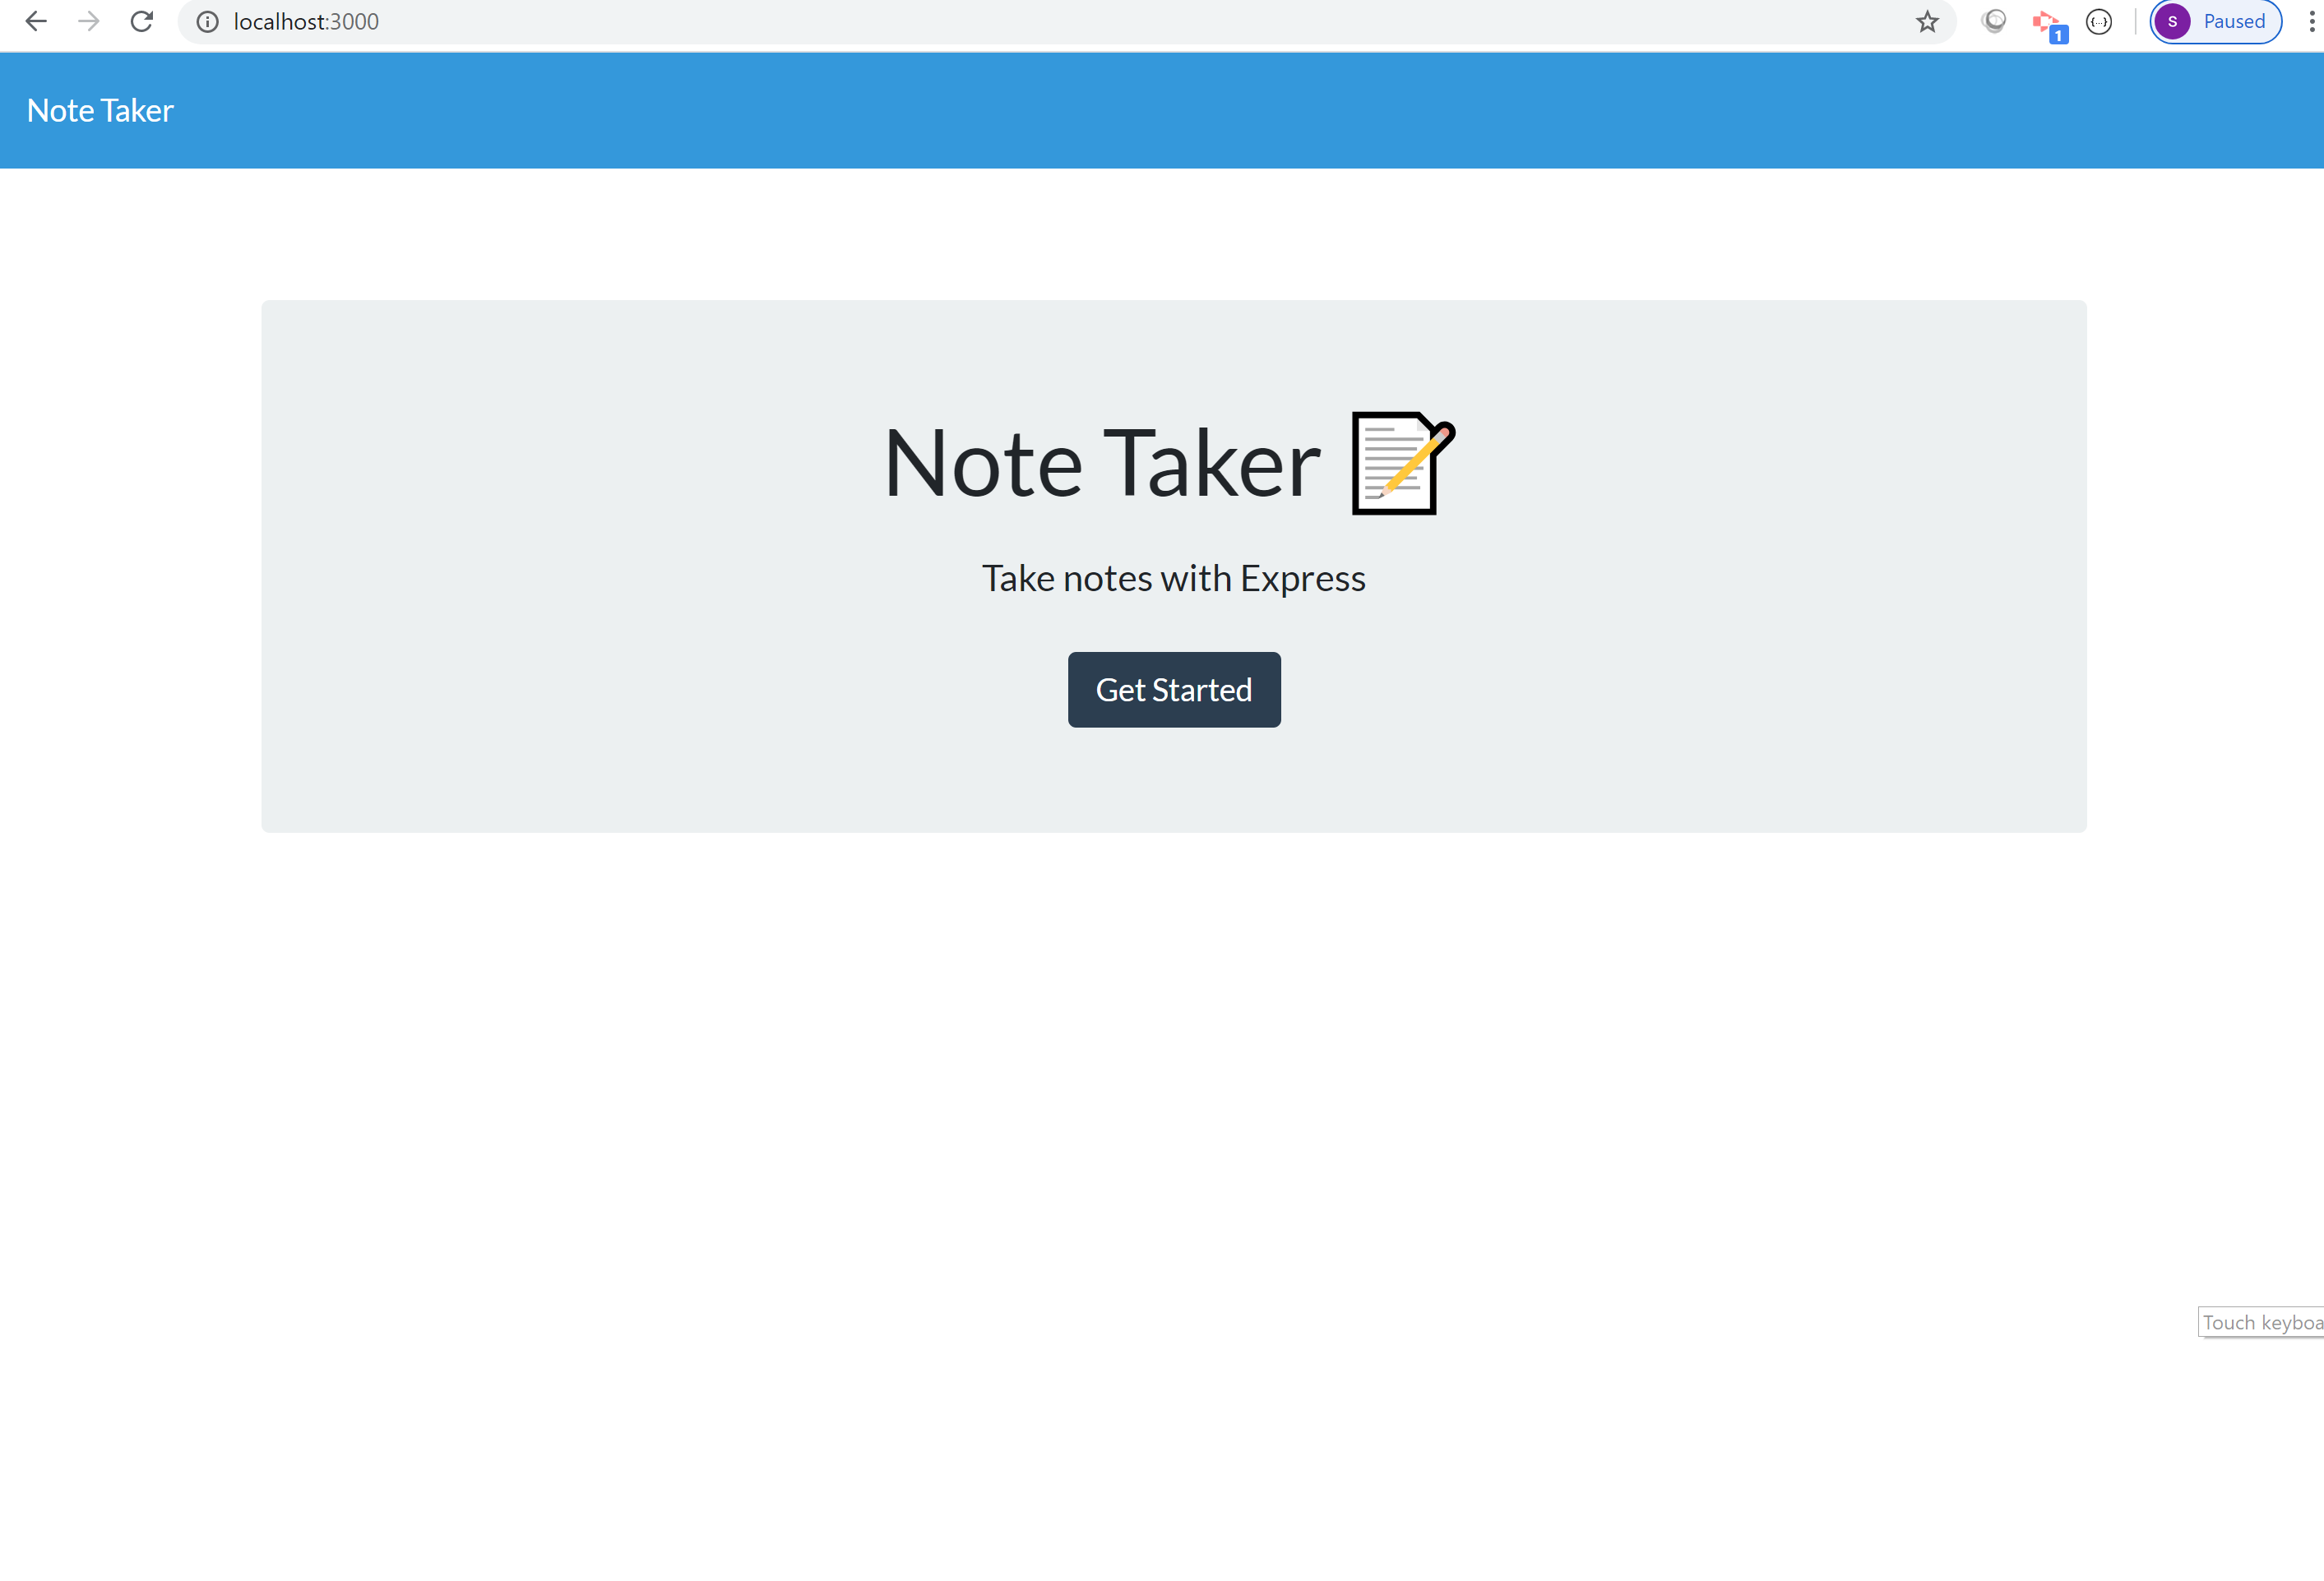 localhost:3000
1
{...}
S
Paused
Note Taker
Note Taker
Take notes with Express
Get Started
Touch keyboa